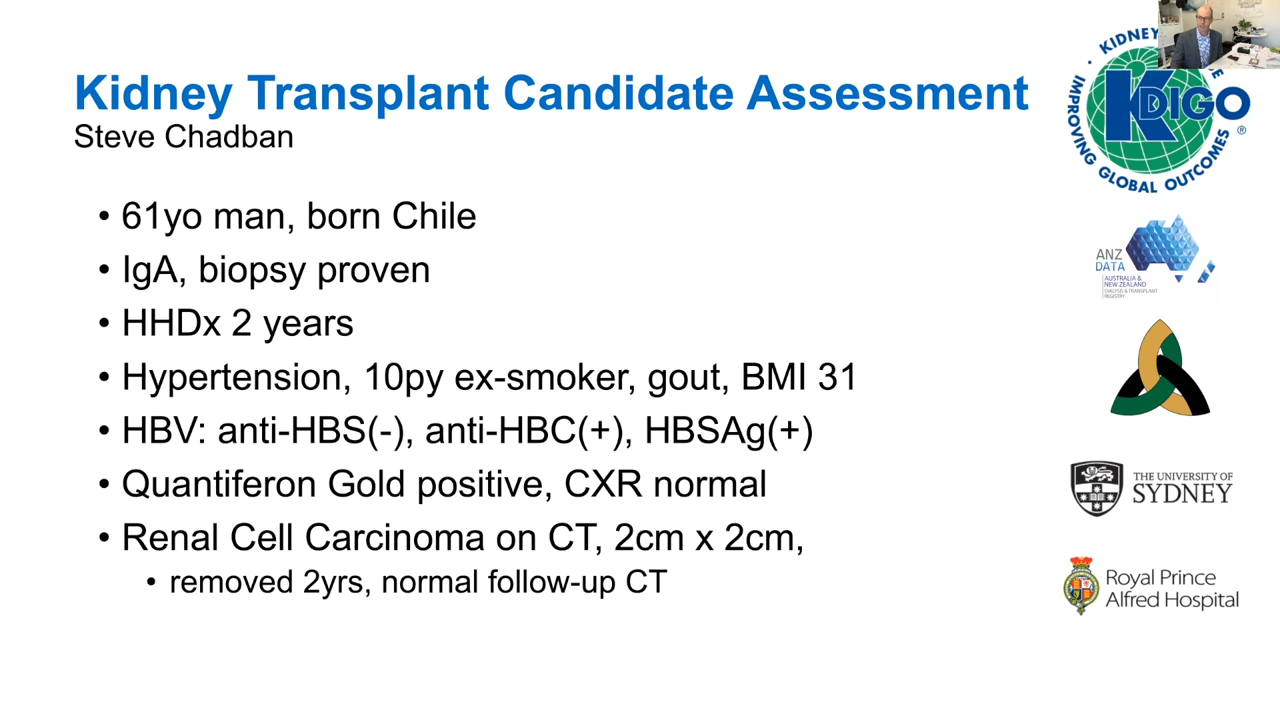 Kidney Transplant Candidate Assessment
Steve Chadban
• 61yo man, born Chile
• IgA, biopsy proven
• HHDx 2 years
• Hypertension, 10py ex-smoker, gout, BMI 31
• HBV: anti-HBS(-), anti-HBC(+), HBSAg(+)
• Quantiferon Gold positive, CXR normal
• Renal Cell Carcinoma on CT, 2cm x 2cm,
• removed 2yrs, normal follow-up CT
KIDNEY
KDIGO®
IMPROVING GLOBAL OUTCOMES
ANZ
DATA
AUSTRALIA &
NEW ZEALAND
DIALYSIS & TRANSPLANT
REGISTRY
THE UNIVERSITY OF
SYDNEY
Royal Prince
Alfred Hospital